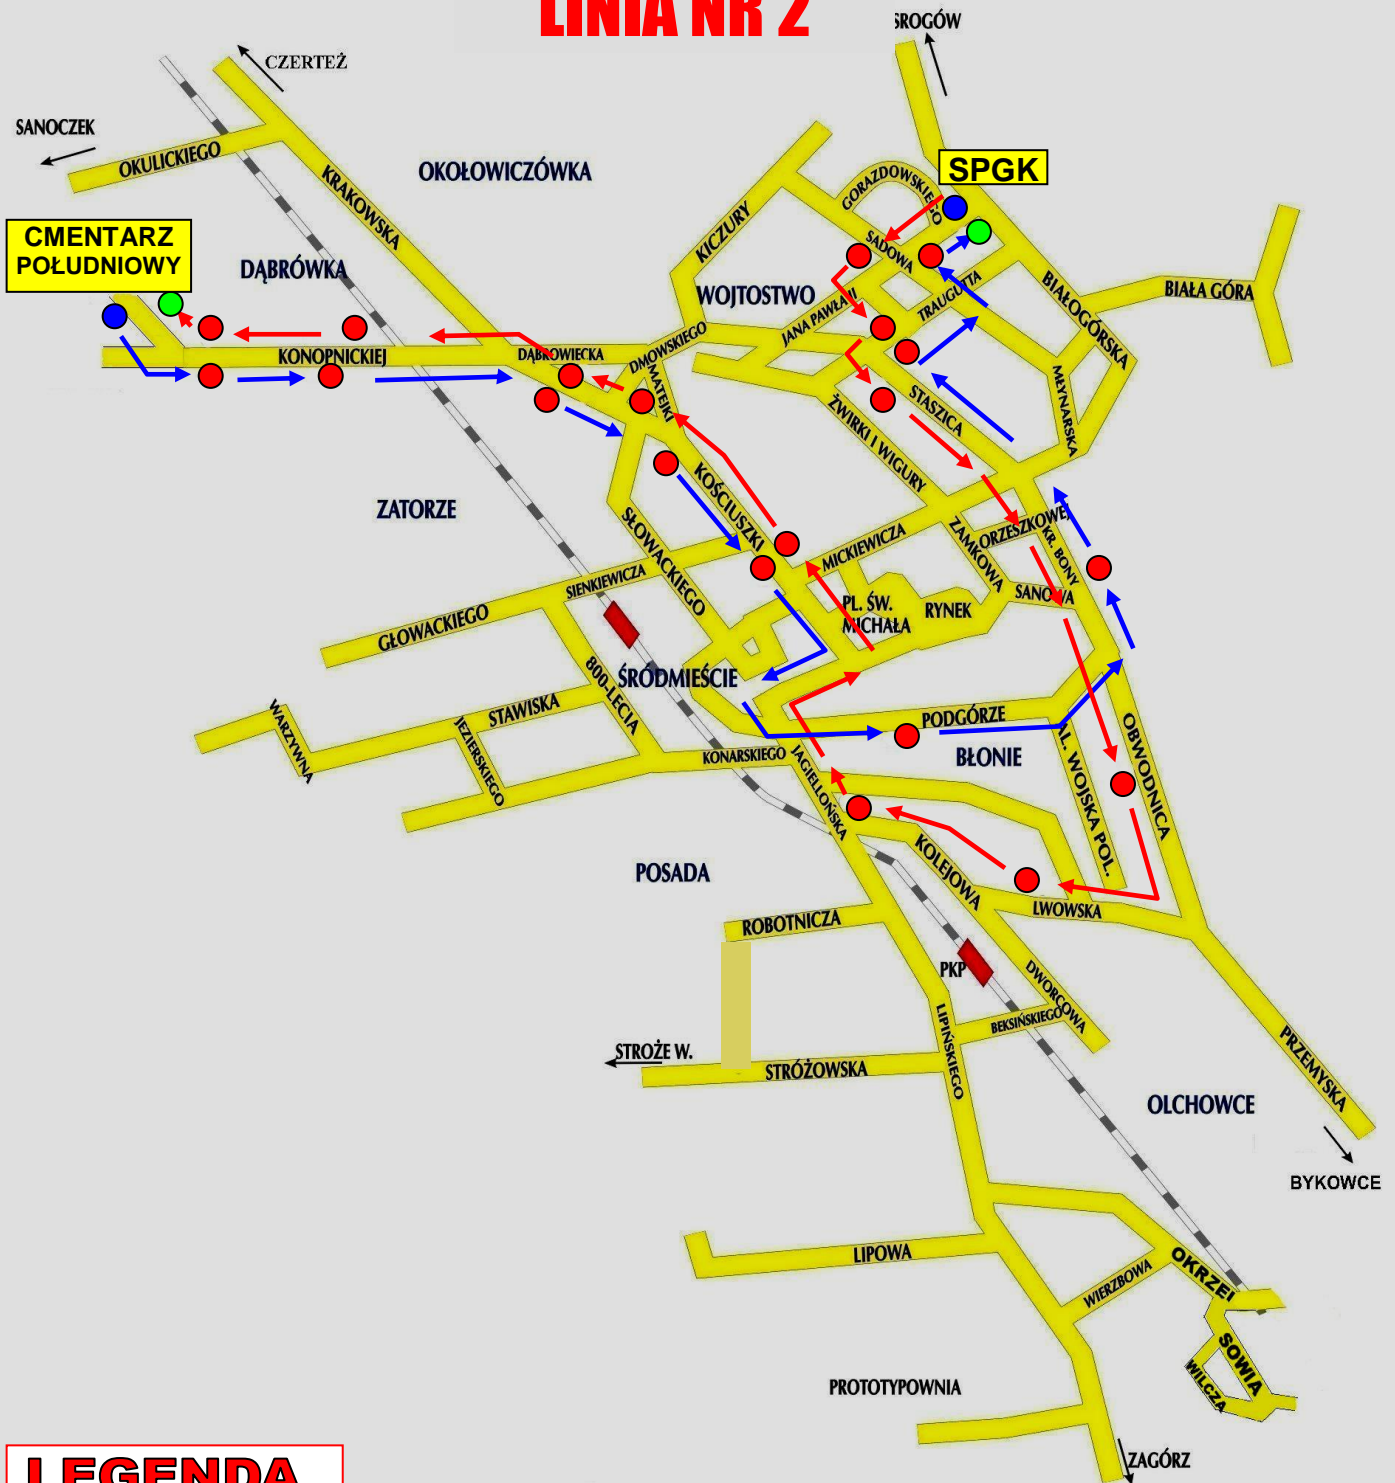 LINIA NR 2
SROGÓW
CZERTEŻ
SANOCZEK
OKULICKIEGO
KRAKOWSKA
OKOŁOWICZÓWKA
SPGK
GORAZDOWSKIEGO
KICZURY
SADOWA
CMENTARZ
POŁUDNIOWY
DĄBRÓWKA
WOJTOSTWO
JANA PAWŁA II
TRAUGUTTA
BIAŁOGÓRSKA
BIAŁA GÓRA
KONOPNICKIEJ
DĄBROWIECKA
DMOWSKIEGO
MATEJKI
MŁYNARSKA
STASZICA
ŻWIRKI I WIGURY
KOŚCIUSZKI
ZATORZE
SŁOWACKIEGO
MICKIEWICZA
ZAMKOWA
ORZESZKOWEJ
KR. BONY
SIENKIEWICZA
GŁOWACKIEGO
PL. ŚW.
MICHAŁA
RYNEK
SANOWA
800-LECIA
ŚRÓDMIEŚCIE
WARZYWNA
STAWISKA
JEZIERSKIEGO
KONARSKIEGO
JAGIELLOŃSKA
PODGÓRZE
BŁONIE
AL. WOJSKA POL.
OBWODNICA
POSADA
KOLEJOWA
LWOWSKA
ROBOTNICZA
PKP
DWORCOWA
BEKSIŃSKIEGO
LIPIŃSKIEGO
STROŻE W.
STRÓŻOWSKA
PRZEMYSKA
OLCHOWCE
BYKOWCE
LIPOWA
WIERZBOWA
OKRZEI
SOWIA
WILCZA
PROTOTYPOWNIA
ZAGÓRZ
LEGENDA